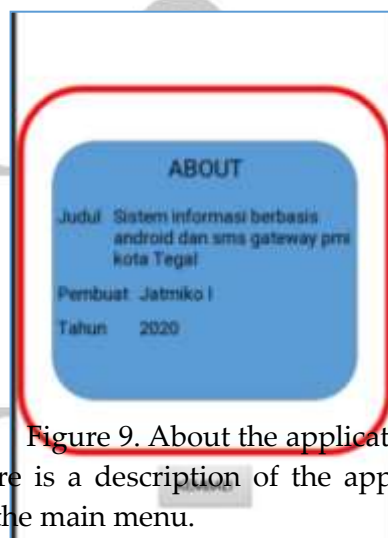 ABOUT
Judul Sistem informasi berbasis
android dan sms gateway pmi
kota Tegal
Pembuat Jatmiko I
Tahun 2020
Figure 9. About the applicat
re is a description of the app
the main menu.